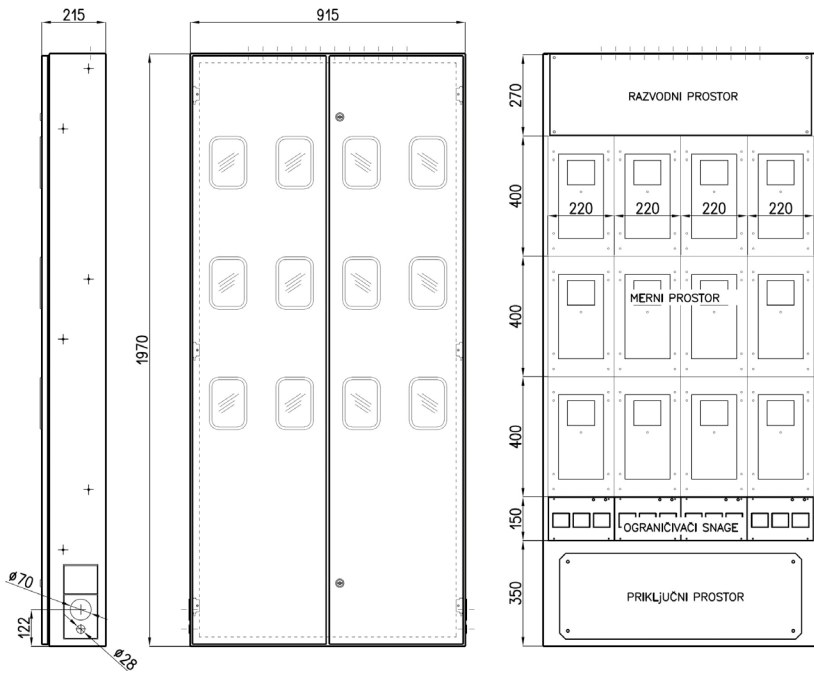 215
915
1970
ø70
122
ø28
270
RAZVODNI PROSTOR
400
220
220
220
220
400
MERNI PROSTOR
400
150
OGRANIČIVAČI SNAGE
350
PRIKLjUČNI PROSTOR